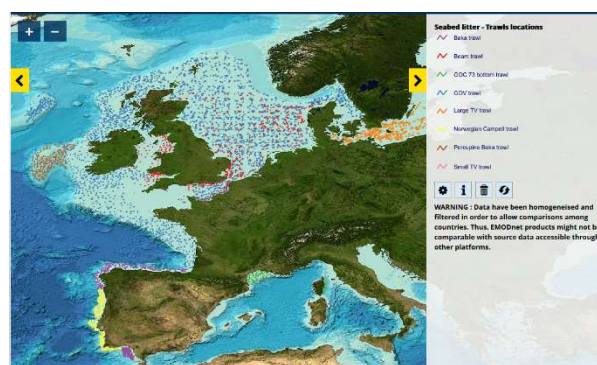 Seabed litter - Trawls locations
Baka trawl
Beam trawl
GOC 73 bottom trawl
GOV trawl
Large TV trawl
Norwegian Campell trawl
Porcupine Baka trawl
Small TV trawl
WARNING : Data have been homogeneised and
filtered in order to allow comparisons among
countries. Thus, EMODnet products might not b
comparable with source data accessible through
other platforms.